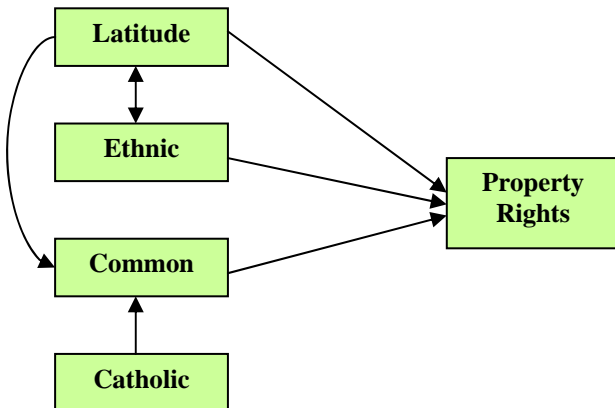 Latitude
Ethnic
Property
Rights
Common
Catholic